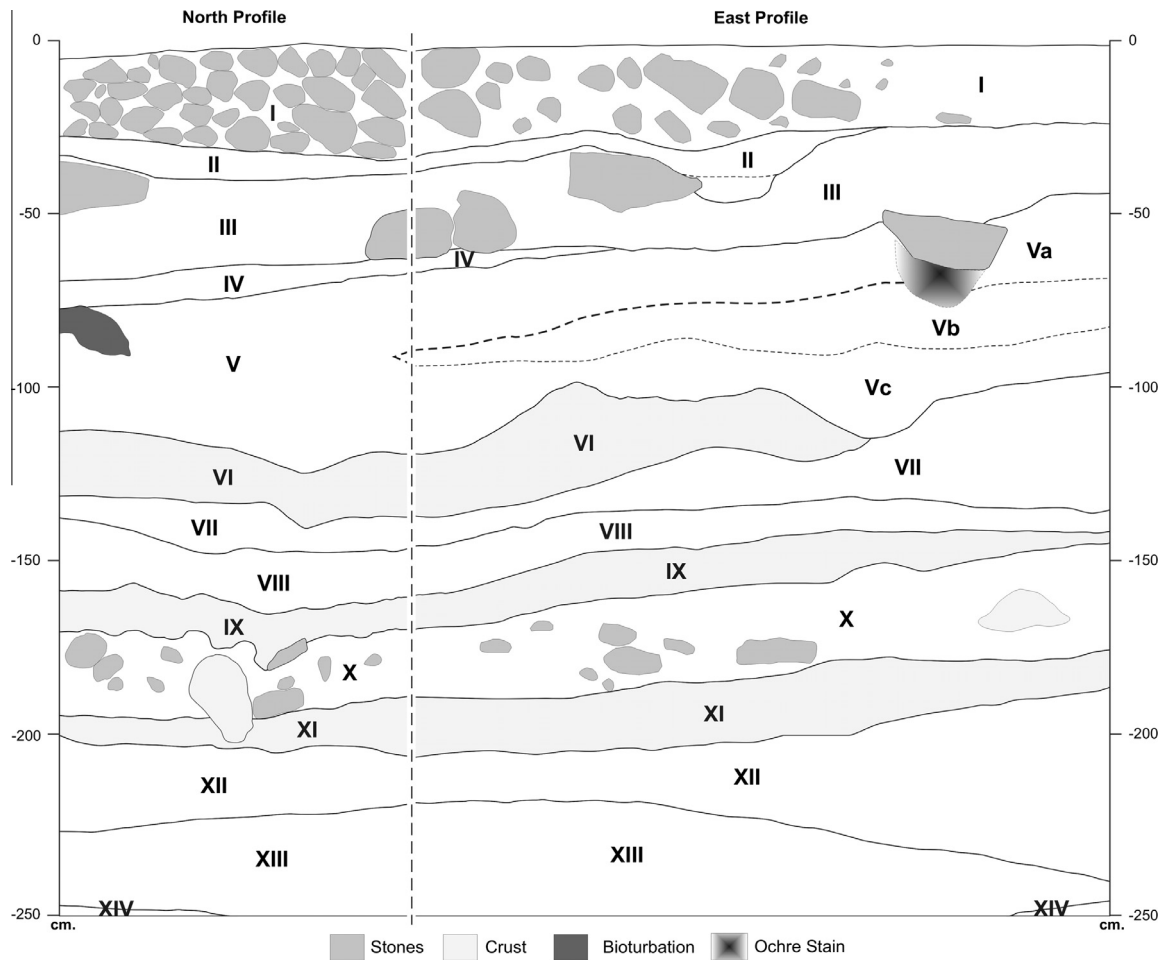 North Profile East Profile
0 0
I
I
II II
III
-50 III -50
Va
IV
IV
Vb
V
-100 Vc -100
VI
VII
VI
VII
VIII
-150 -150
IX
VIII
X
IX
X
XI
XI
-200 -200
XII XII
XIII XIII
XIV XIV
-250 -250
cm. cm.
Stones Crust Bioturbation Ochre Stain